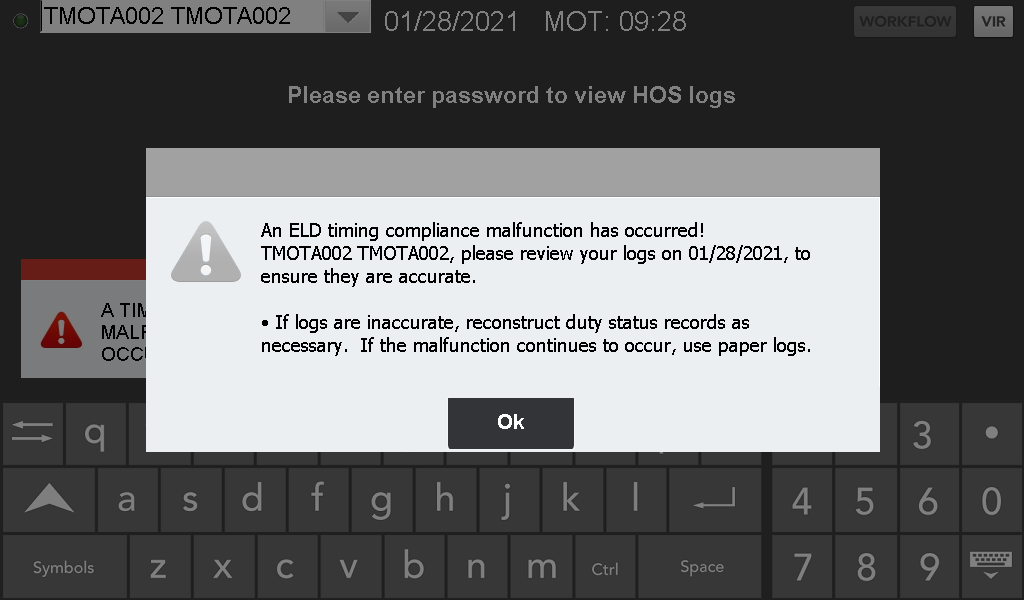 TMOTA002 TMOTA002
01/28/2021 MOT: 09:28
WORKFLOW
VIR
Please enter password to view HOS logs
An ELD timing compliance malfunction has occurred!
TMOTA002 TMOTA002, please review your logs on 01/28/2021, to
ensure they are accurate.
• If logs are inaccurate, reconstruct duty status records as
necessary.  If the malfunction continues to occur, use paper logs.
Ok
A TIM
MALF
OCCU
q
3
•
a s d f g h j k l
4 5 6 0
Symbols z x c v b n m Ctrl Space
7 8 9